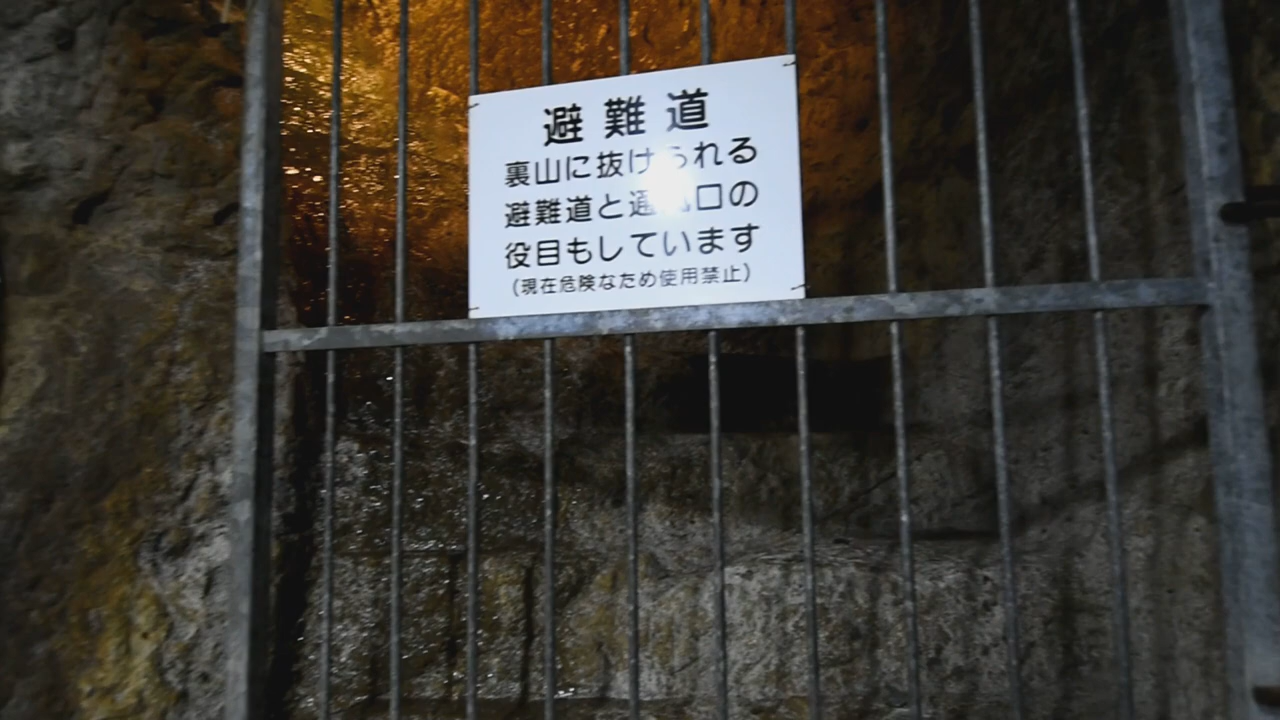 避難道
裏山に抜けられる
避難道と通 口の
役目もしています
(現在危険なため使用禁止)